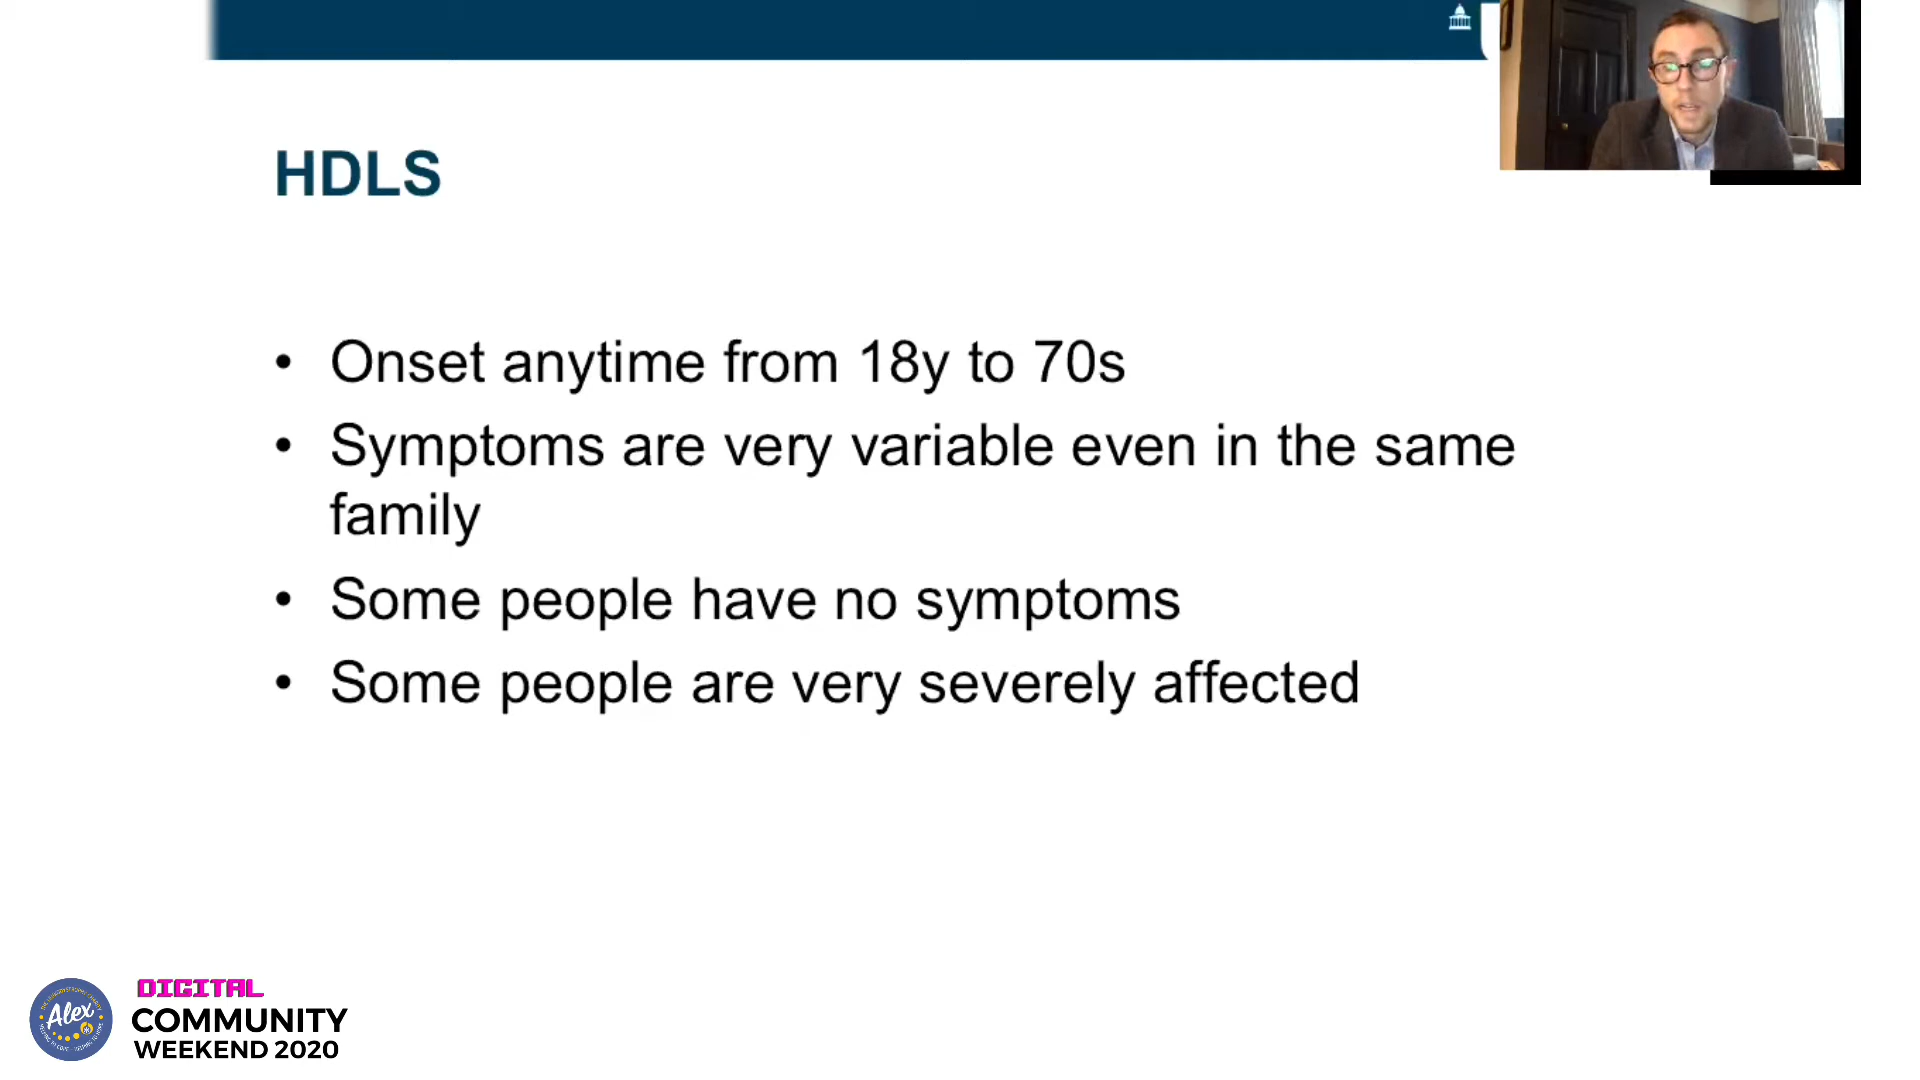 HDLS
• Onset anytime from 18y to 70s
• Symptoms are very variable even in the same
family
• Some people have no symptoms
• Some people are very severely affected
Alex
DIGITAL
COMMUNITY
WEEKEND 2020